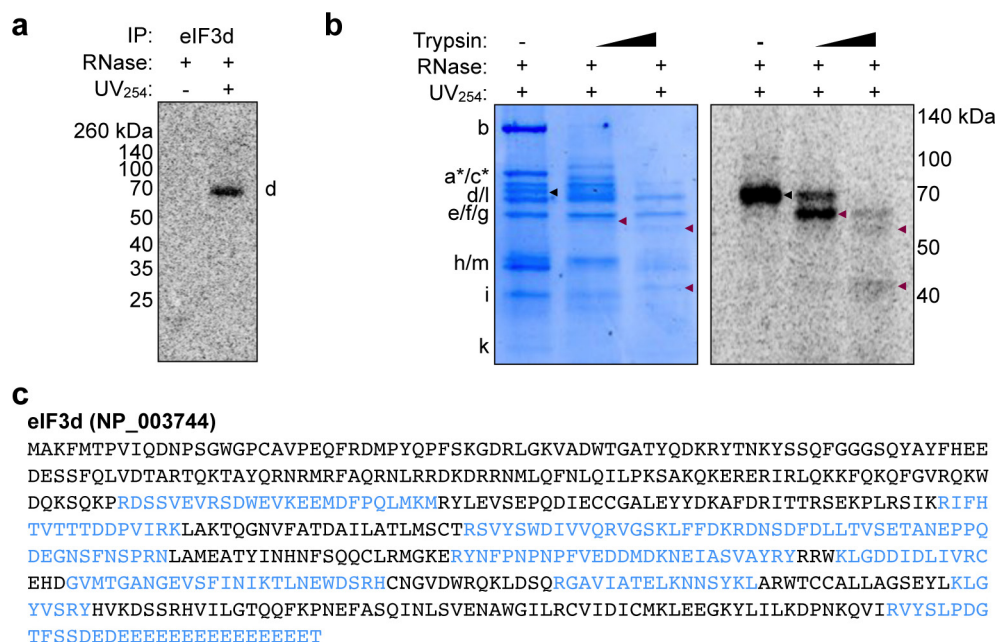 a
IP: eIF3d
RNase: + +
UV254: - +
260 kDa
140
100
70
50
40
35
25
d
b
Trypsin: - -
RNase: + + + + + +
UV254: + + + + + +
b
a*/c*
d/l
e/f/g
h/m
i
k
140 kDa
100
70
50
40
c
eIF3d (NP_003744)
MAKFMTPVIQDNPSGWGPCAVPEQFRDMPYQPFSKGDRLGKVADWTGATYQDKRYTNKYSSQFGGGSQYAYFHEE
DESSFQLVDTARTQKTAYQRNRMRFAQRNLRRDKDRRNMLQFNLQILPKSAKQKERERIRLQKKFQKQFGVRQKW
DQKSQKPRDSSVEVRSDWEVKEEMDFPQLMKMRYLEVSEPQDIECCGALEYYDKAFDRITTRSEKPLRSIKRIFH
TVTTTDDPVIRKLAKTQGNVFATDAILATLMSCTRSVYSWDIVVQRVGSKLFFDKRDNSDFDLLTVSETANEPPQ
DEGNSFNSPRNLAMEATYINHNFSQQCLRMGKERYNFPNPNPFVEDDMDKNEIASVAYRYRRWKLGDDIDLIVRC
EHDGVMTGANGEVSFINIKTLNEWDSRHCNGVDWRQKLDSQRGAVIATELKNNSYKLARWTCCALLAGSEYLKLG
YVSRYHVKDSSRHVILGTQQFKPNEFASQINLSVENAWGILRCVIDICMKLEEGKYLILKDPNKQVIRVYSLPDG
TFSSDEDEEEEEEEEEEEEEEET